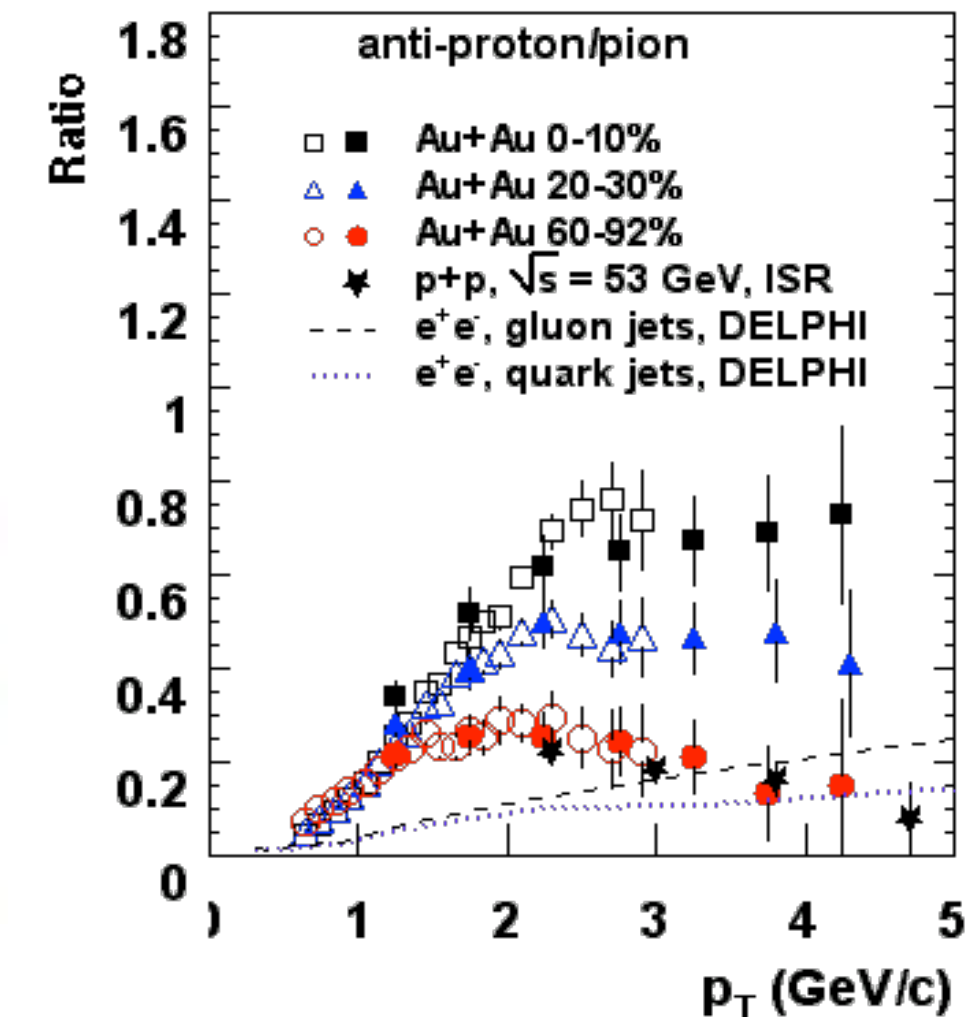 anti-proton/pion
Au+Au 0-10%
Au+Au 20-30%
Au+Au 60-92%
p+p, √s = 53 GeV, ISR
e⁺e⁻, gluon jets, DELPHI
e⁺e⁻, quark jets, DELPHI
Ratio
1.8
1.6
1.4
1.2
1
0.8
0.6
0.4
0.2
0
0 1 2 3 4 5
p_T (GeV/c)